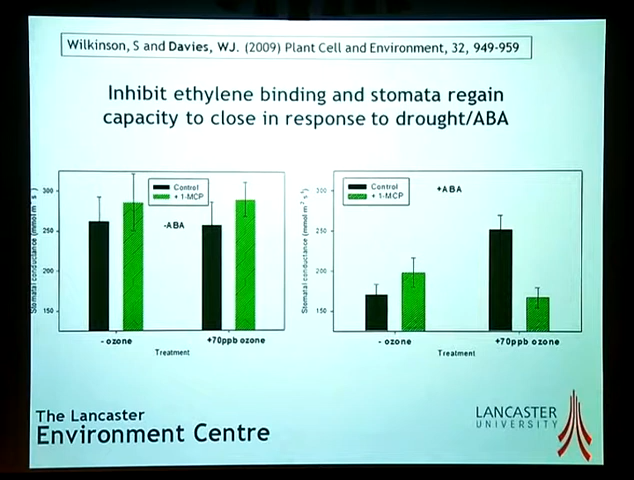 Wilkinson, S and Davies, WJ. (2009) Plant Cell and Environment, 32, 949-959
Inhibit ethylene binding and stomata regain
capacity to close in response to drought/ABA
Stomatal conductance (mmol m⁻² s⁻¹)
300
250
200
150
Control
+ 1-MCP
-ABA
- ozone
+70ppb ozone
Treatment
Stomatal conductance (mmol m⁻² s⁻¹)
300
250
200
150
Control
+ 1-MCP
+ABA
- ozone
+70ppb ozone
Treatment
The Lancaster
Environment Centre
LANCASTER
UNIVERSITY